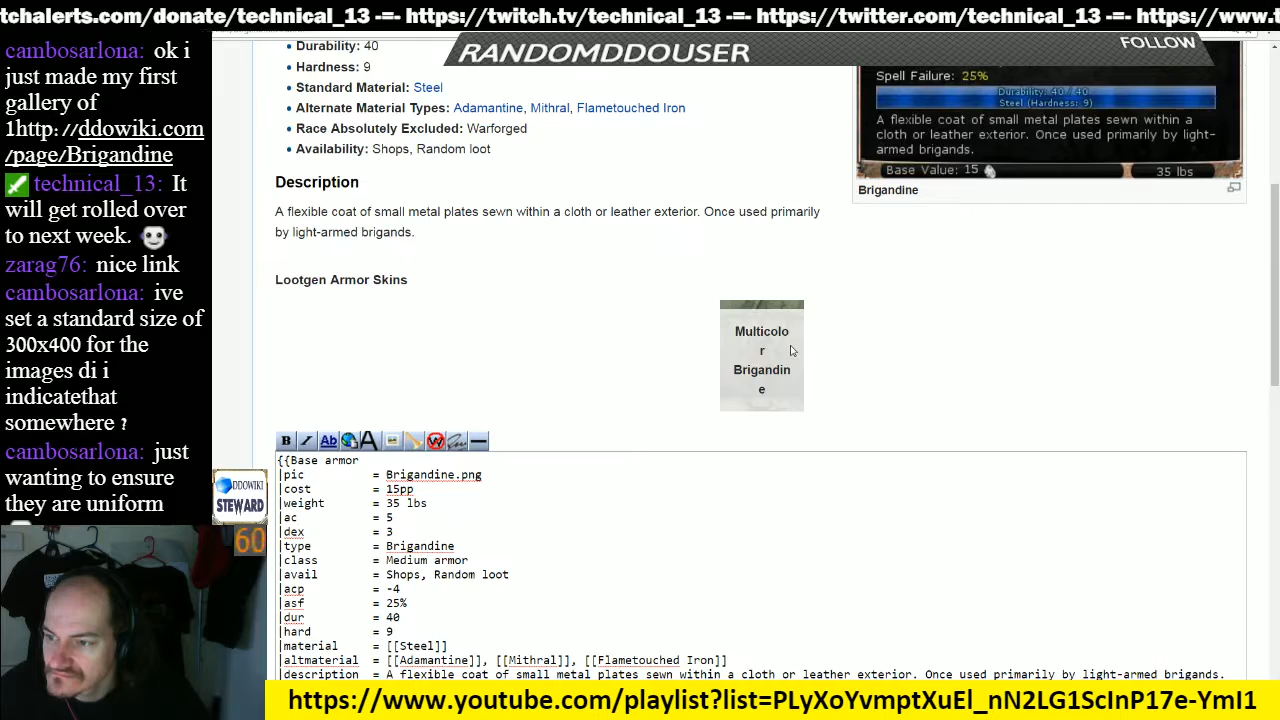 tchalerts.com/donate/technical_13 -=- https://twitch.tv/technical_13 -=- https://twitter.com/technical_13 -=- https://www.t
RANDOMDDOUSER
FOLLOW
cambosarlona: ok i
just made my first
gallery of
1http://ddowiki.com
/page/Brigandine
technical_13: It
will get rolled over
to next week.
zarag76: nice link
cambosarlona: ive
set a standard size of
300x400 for the
images di i
indicatethat
somewhere ?
cambosarlona: just
wanting to ensure
they are uniform
DDOWIKI
STEWARD
60
Durability: 40
Hardness: 9
Standard Material: Steel
Alternate Material Types: Adamantine, Mithral, Flametouched Iron
Race Absolutely Excluded: Warforged
Availability: Shops, Random loot
Description
A flexible coat of small metal plates sewn within a cloth or leather exterior. Once used primarily
by light-armed brigands.
Spell Failure: 25%
Durability: 40/40
Steel (Hardness: 9)
A flexible coat of small metal plates sewn within a
cloth or leather exterior. Once used primarily by light-
armed brigands.
Base Value: 15
35 lbs
Brigandine
Lootgen Armor Skins
Multicolo
r
Brigandin
e
B I Ab A W
{{Base armor
|pic = Brigandine.png
|cost = 15pp
|weight = 35 lbs
|ac = 5
|dex = 3
|type = Brigandine
|class = Medium armor
|avail = Shops, Random loot
|acp = -4
|asf = 25%
|dur = 40
|hard = 9
|material = [[Steel]
|altmaterial = [[Adamantine]], [[Mithral]], [[Flametouched Iron]]
|description = A flexible coat of small metal plates sewn within a cloth or leather exterior. Once used primarily by light-armed brigands.
https://www.youtube.com/playlist?list=PLyXoYvmptXuEl_nN2LG1ScInP17e-YmI1